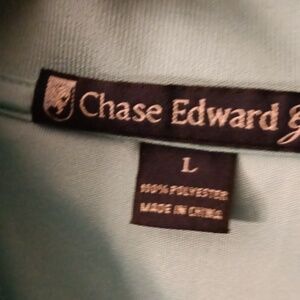 Chase Edward &
L
100% POLYESTER
MADE IN CHINA